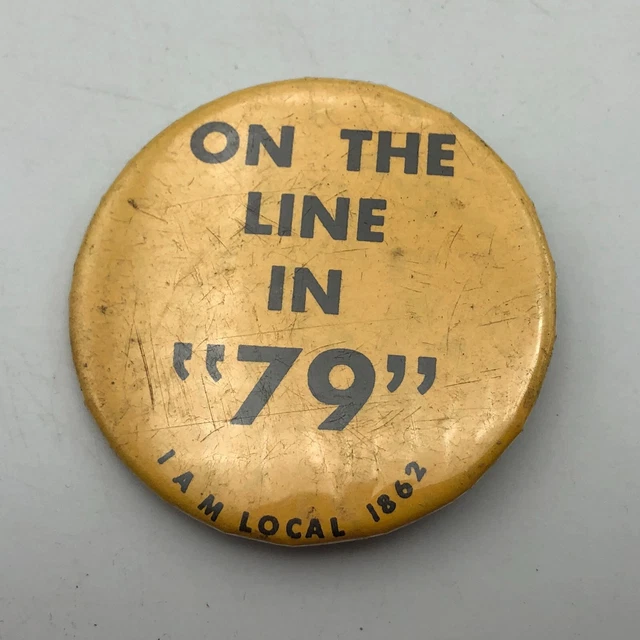 ON THE
LINE
IN
“79”
I A M LOCAL 1862